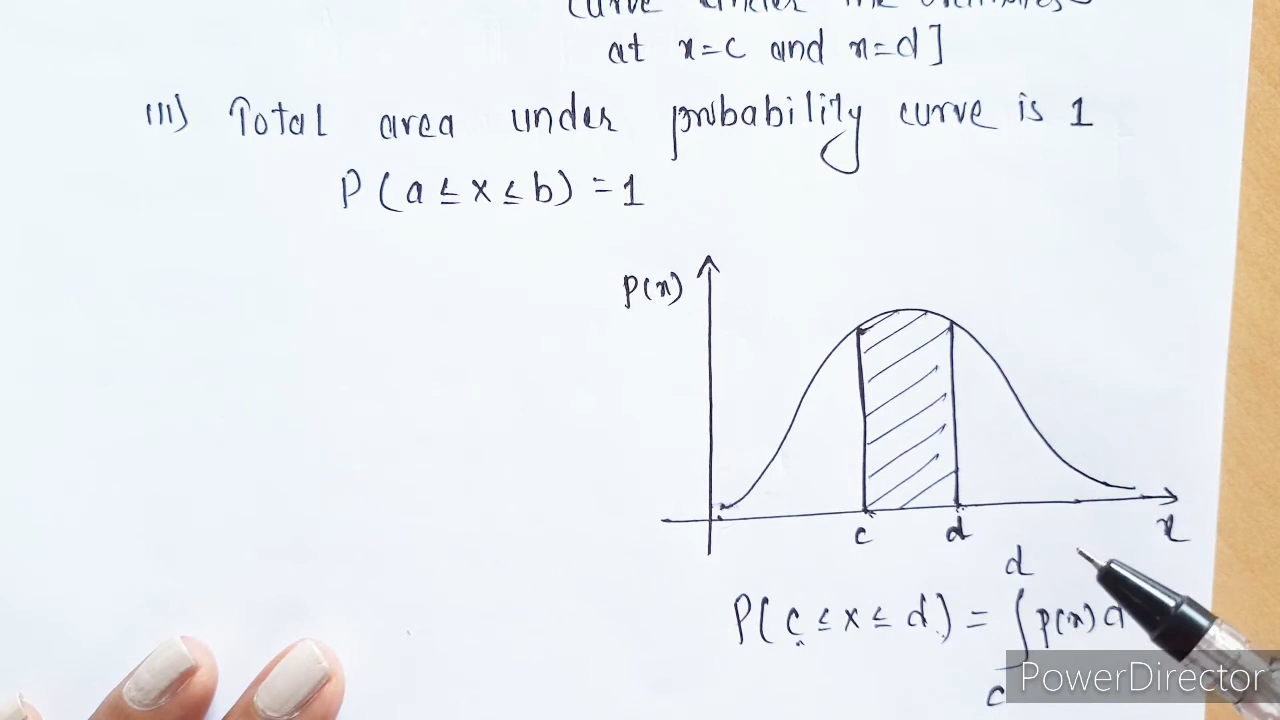 at x=c and x=d]
III) Total area under probability curve is 1
P(a ≤ x ≤ b) = 1
P(x)
c d x
d
P(c ≤ x ≤ d) = ∫ p(x) d
c
PowerDirector